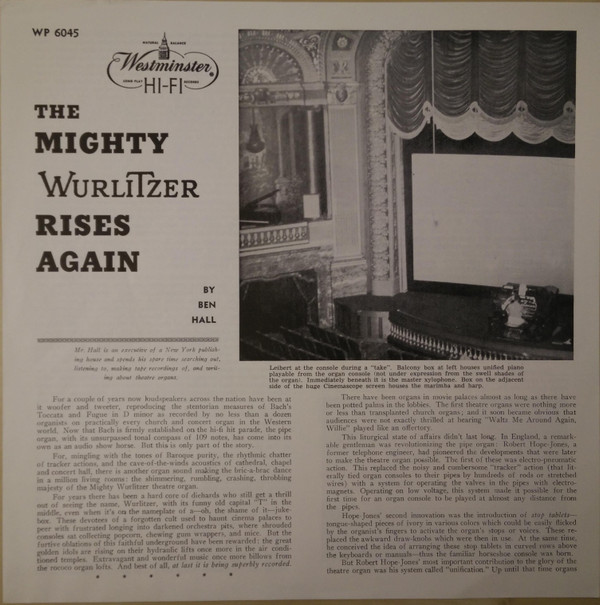 WP 6045
NATURAL BALANCE
Westminster
LONG PLAY RECORDS
HI-FI
THE
MIGHTY
WURLITZER
RISES
AGAIN
BY
BEN
HALL
Mr. Hall is an executive of a New York publish-
ing house and spends his spare time searching out,
listening to, making tape recordings of, and writ-
ing about theatre organs.
Leibert at the console during a "take". Balcony box at left houses unified piano
playable from the organ console (not under expression from the swell shades of
the organ). Immediately beneath it is the master xylophone. Box on the adjacent
side of the huge Cinemascope screen houses the marimba and harp.
For a couple of years now loudspeakers across the nation have been at
it woofer and tweeter, reproducing the stentorian measures of Bach's
Toccata and Fugue in D minor as recorded by no less than a dozen
organists on practically every church and concert organ in the Western
world. Now that Bach is firmly established on the hi-fi hit parade, the pipe
organ, with its unsurpassed tonal compass of 109 notes, has come into its
own as an audio show horse. But this is only part of the story.
For, mingling with the tones of Baroque purity, the rhythmic chatter
of tracker actions, and the cave-of-the-winds acoustics of cathedral, chapel
and concert hall, there is another organ sound making the bric-a-brac dance
in a million living rooms: the shimmering, rumbling, crashing, throbbing
majesty of the Mighty Wurlitzer theatre organ.
For years there has been a hard core of diehards who still get a thrill
out of seeing the name, Wurlitzer, with its funny old capital "T" in the
middle, even when it's on the nameplate of a—oh, the shame of it—juke-
box. These devotees of a forgotten cult used to haunt cinema palaces to
peer with frustrated longing into darkened orchestra pits, where shrouded
consoles sat collecting popcorn, chewing gum wrappers, and mice. But the
furtive oblations of this faithful underground have been rewarded; the great
golden idols are rising on their hydraulic lifts once more in the air condi-
tioned temples. Extravagant and wonderful music once more billows from
the rococo organ lofts. And best of all, at last it is being superbly recorded.
* * * * * *
There have been organs in movie palaces almost as long as there have
been potted palms in the lobbies. The first theatre organs were nothing more
or less than transplanted church organs; and it soon became obvious that
audiences were not exactly thrilled at hearing "Waltz Me Around Again,
Willie" played like an offertory.
This liturgical state of affairs didn't last long. In England, a remark-
able gentleman was revolutionizing the pipe organ: Robert Hope-Jones, a
former telephone engineer, had pioneered the developments that were later
to make the theatre organ possible. The first of these was electro-pneumatic
action. This replaced the noisy and cumbersome "tracker" action (that lit-
erally tied organ consoles to their pipes by hundreds of rods or stretched
wires) with a system for operating the valves in the pipes with electro-
magnets. Operating on low voltage, this system made it possible for the
first time for an organ console to be played at almost any distance from
the pipes.
Hope-Jones' second innovation was the introduction of stop tablets—
tongue-shaped pieces of ivory in various colors which could be easily flicked
by the organist's fingers to activate the organ's stops or voices. These re-
placed the awkward draw-knobs which were then in use. At the same time,
he conceived the idea of arranging these stop tablets in curved rows above
the keyboards or manuals—thus the familiar horseshoe console was born.
But Robert Hope-Jones' most important contribution to the glory of the
theatre organ was his system called "unification." Up until that time organs